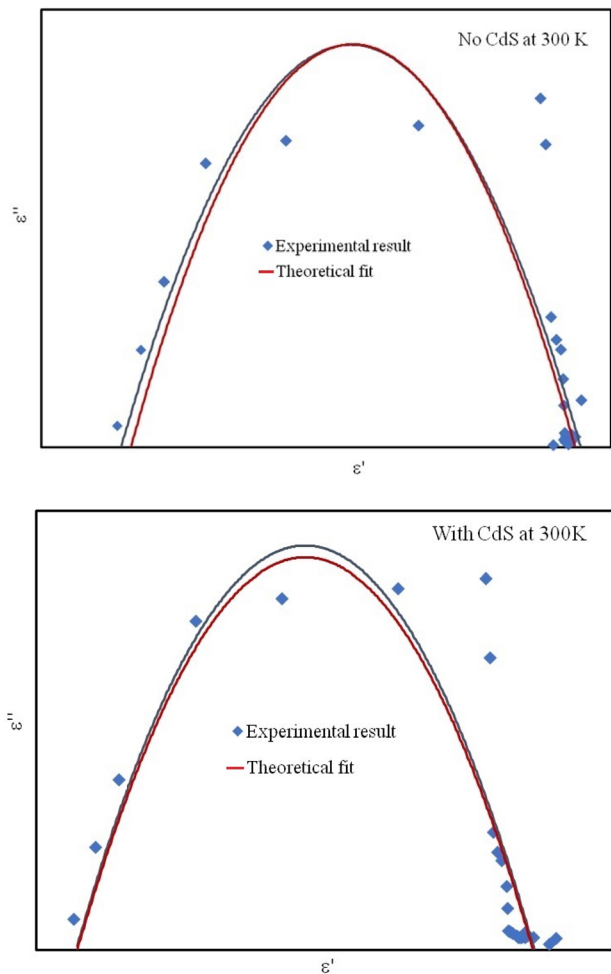 No CdS at 300 K
ε"
Experimental result
Theoretical fit
ε'
With CdS at 300K
ε"
Experimental result
Theoretical fit
ε'